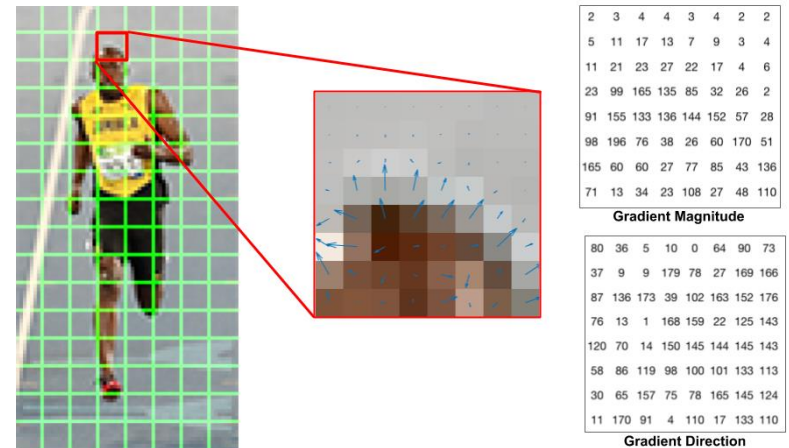 2 3 4 4 3 4 2 2
5 11 17 13 7 9 3 4
11 21 23 27 22 17 4 6
23 99 165 135 85 32 26 2
91 155 133 136 144 152 57 28
98 196 76 38 26 60 170 51
165 60 60 27 77 85 43 136
71 13 34 23 108 27 48 110
Gradient Magnitude
80 36 5 10 0 64 90 73
37 9 9 179 78 27 169 166
87 136 173 39 102 163 152 176
76 13 1 168 159 22 125 143
120 70 14 150 145 144 145 143
58 86 119 98 100 101 133 113
30 65 157 75 78 165 145 124
11 170 91 4 110 17 133 110
Gradient Direction